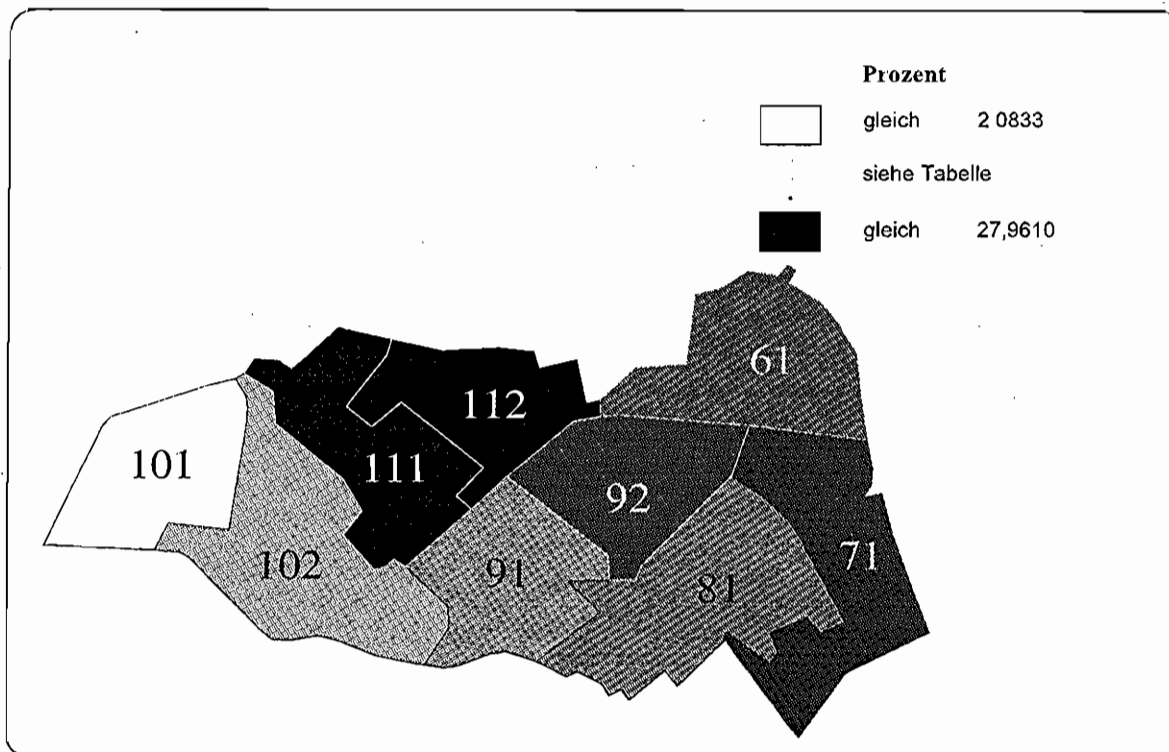 Prozent
gleich 2 0833
siehe Tabelle
gleich 27,9610
61
112
101
111
92
102
91
81
71